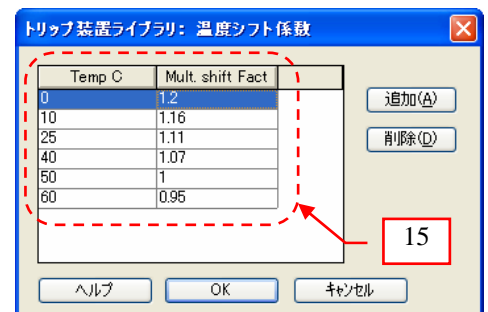 トリップ装置ライブラリ: 温度シフト係数
Temp C Mult. shift Fact
0 1.2
10 1.16
25 1.11
40 1.07
50 1
60 0.95
追加(A)
削除(D)
15
ヘルプ OK キャンセル